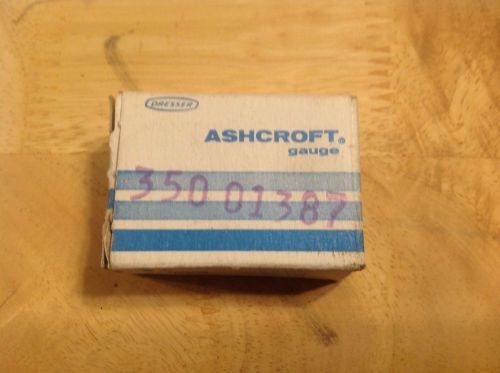 DRESSER
ASHCROFT®
gauge
350 01387